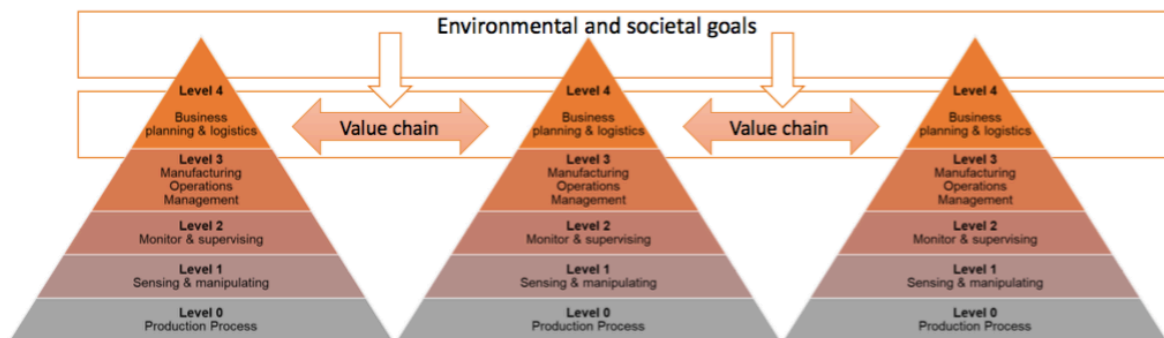 Environmental and societal goals
Level 4
Business
planning & logistics
Level 3
Manufacturing
Operations
Management
Level 2
Monitor & supervising
Level 1
Sensing & manipulating
Level 0
Production Process
Value chain
Level 4
Business
planning & logistics
Level 3
Manufacturing
Operations
Management
Level 2
Monitor & supervising
Level 1
Sensing & manipulating
Level 0
Production Process
Value chain
Level 4
Business
planning & logistics
Level 3
Manufacturing
Operations
Management
Level 2
Monitor & supervising
Level 1
Sensing & manipulating
Level 0
Production Process